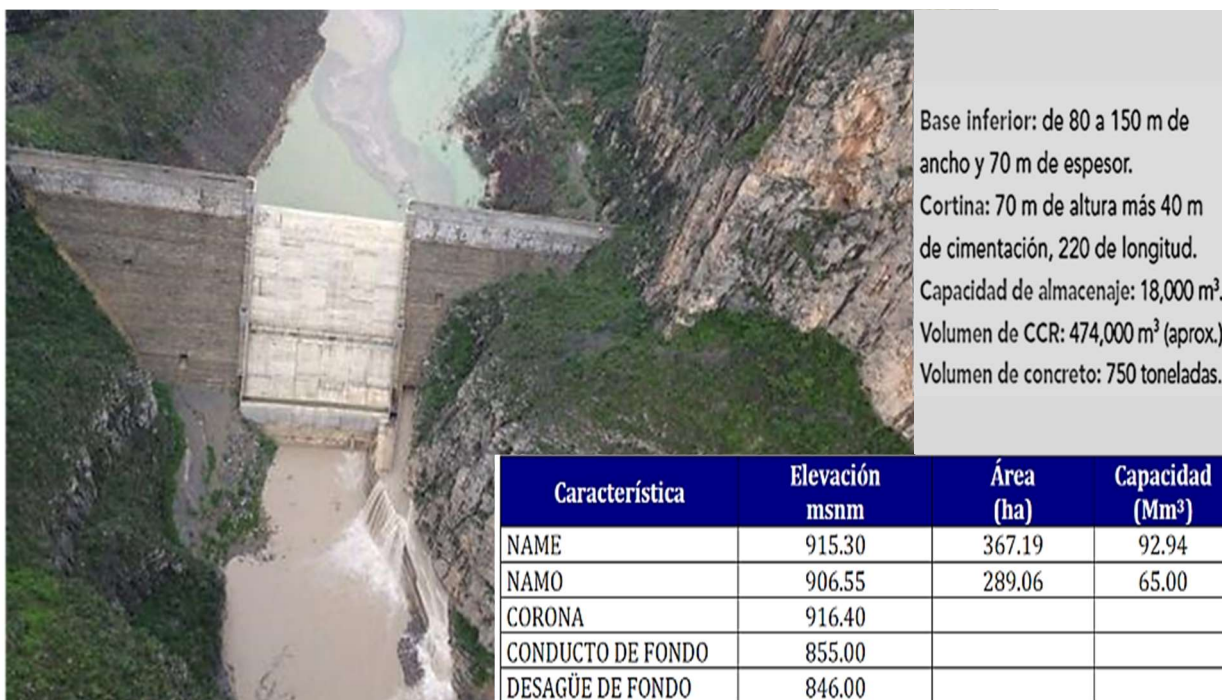 Base inferior: de 80 a 150 m de
ancho y 70 m de espesor.
Cortina: 70 m de altura más 40 m
de cimentación, 220 de longitud.
Capacidad de almacenaje: 18,000 m³.
Volumen de CCR: 474,000 m³ (aprox.)
Volumen de concreto: 750 toneladas.
Característica Elevación msnm Área (ha) Capacidad (Mm³)
NAME 915.30 367.19 92.94
NAMO 906.55 289.06 65.00
CORONA 916.40
CONDUCTO DE FONDO 855.00
DESAGÜE DE FONDO 846.00